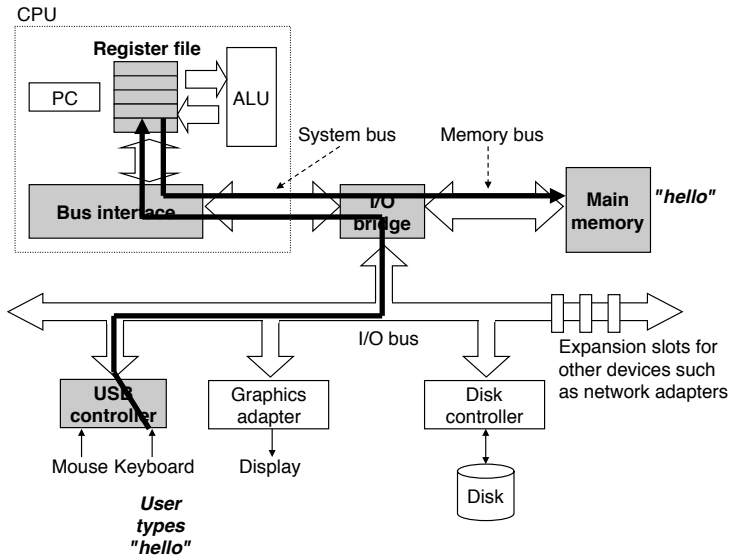 CPU
Register file
PC
ALU
System bus
Memory bus
Bus interface
I/O
bridge
Main
memory
"hello"
I/O bus
Expansion slots for
other devices such
as network adapters
USB
controller
Graphics
adapter
Disk
controller
Mouse
Keyboard
Display
Disk
User
types
"hello"